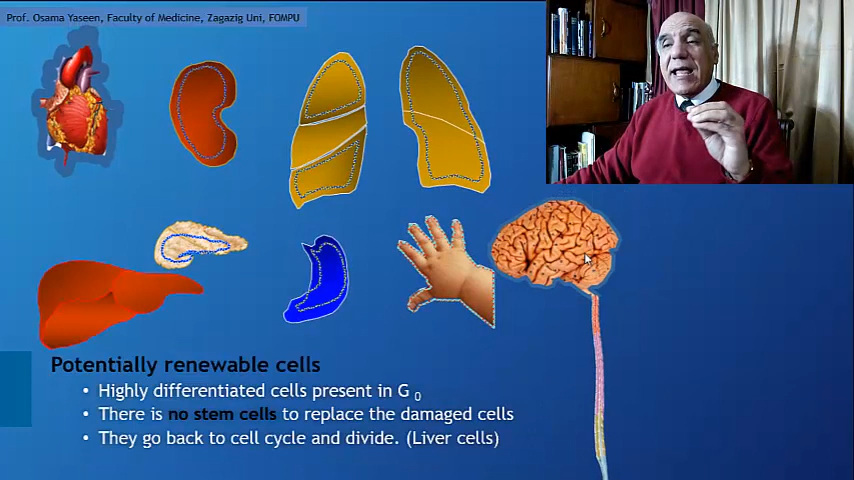 Prof. Osama Yaseen, Faculty of Medicine, Zagazig Uni, FOMPU
Potentially renewable cells
• Highly differentiated cells present in G₀
• There is no stem cells to replace the damaged cells
• They go back to cell cycle and divide. (Liver cells)